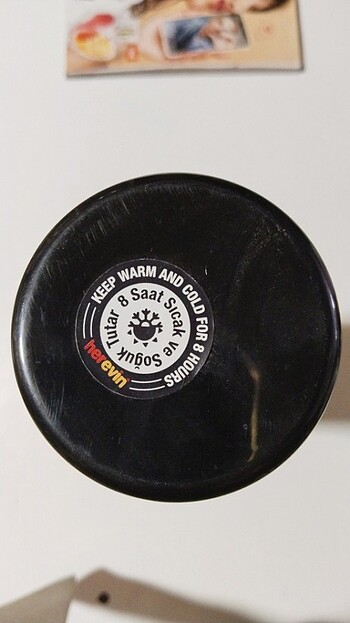 KEEP WARM AND COLD FOR 8 HOURS
8 Saat Sıcak ve Soğuk Tutar
herevin